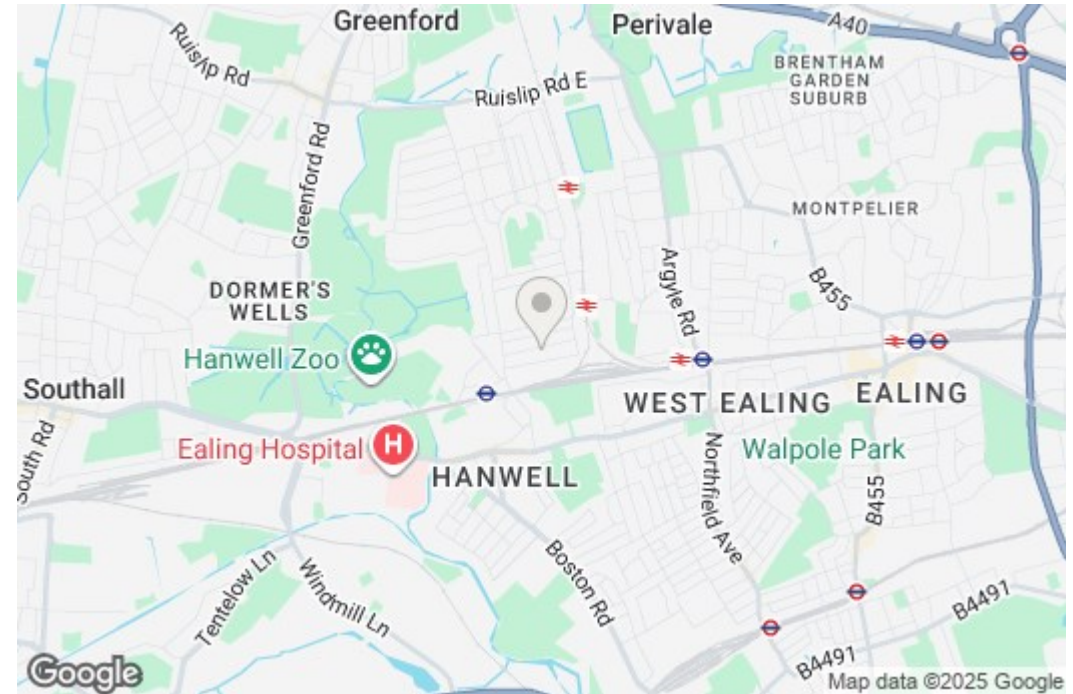 Greenford
Perivale
A40
Ruislip Rd
BRENTHAM
GARDEN
SUBURB
Ruislip Rd E
Greenford Rd
MONTPELIER
Argyle Rd
B455
DORMER'S
WELLS
Hanwell Zoo
Southall
WEST EALING
EALING
South Rd
Ealing Hospital
H
HANWELL
Walpole Park
Northfield Ave
B455
Boston Rd
Tentelow Ln
Windmill Ln
B4491
B4491
Google
Map data ©2025 Google